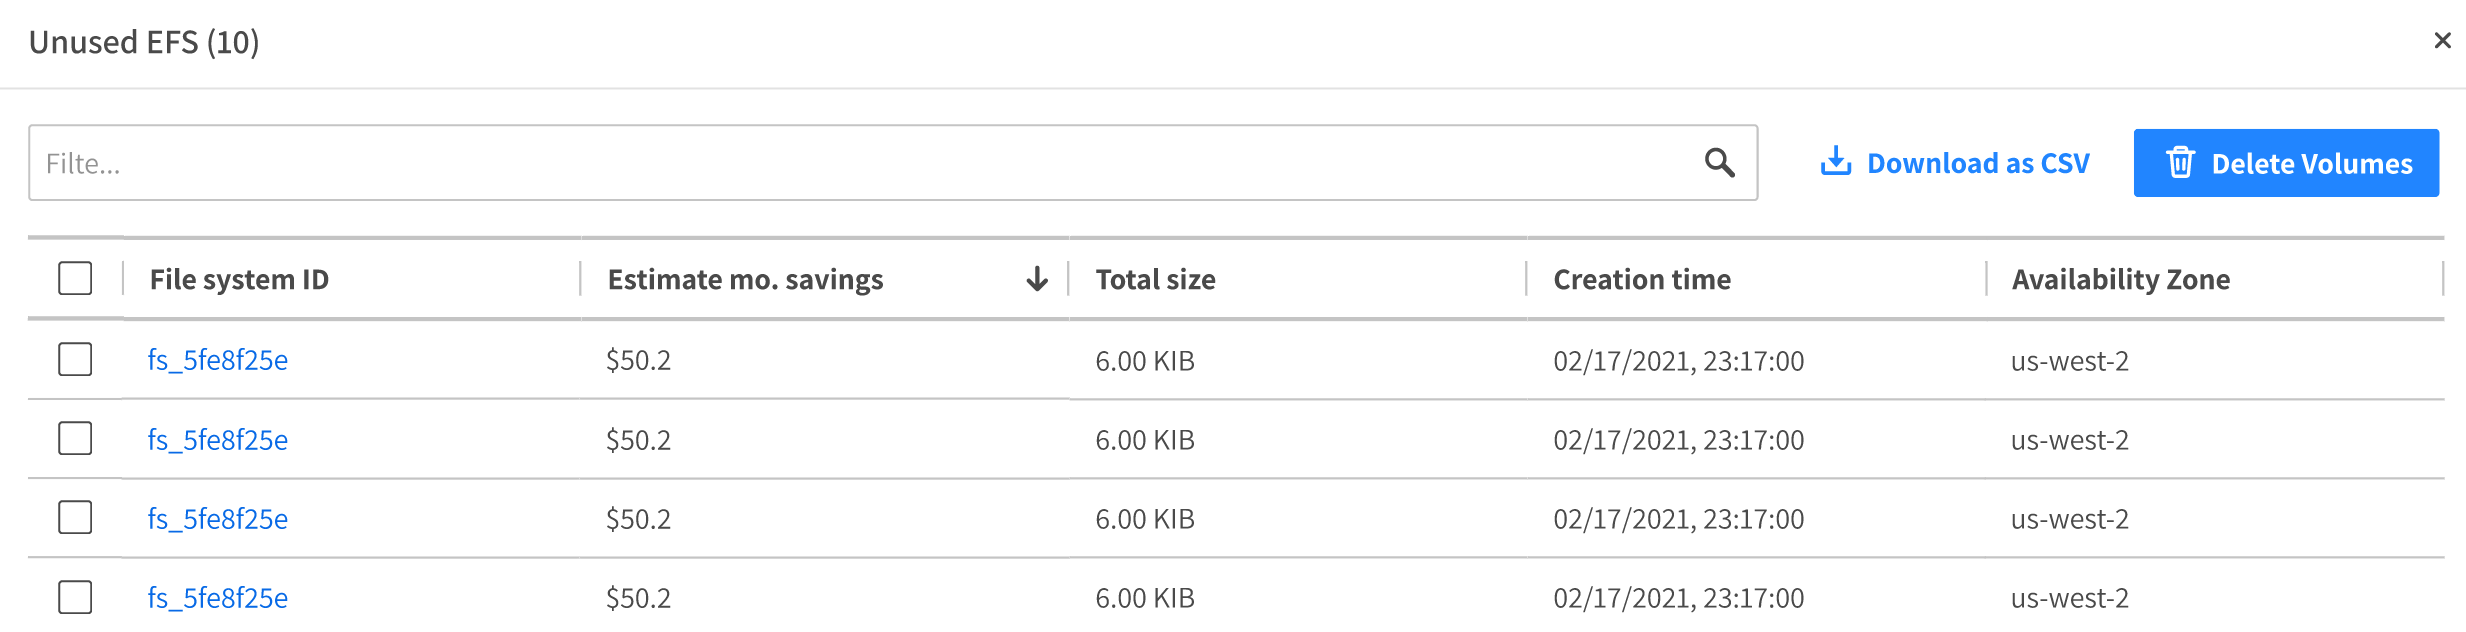 Unused EFS (10)
Filte...
Download as CSV
Delete Volumes
File system ID Estimate mo. savings Total size Creation time Availability Zone
fs_5fe8f25e $50.2 6.00 KIB 02/17/2021, 23:17:00 us-west-2
fs_5fe8f25e $50.2 6.00 KIB 02/17/2021, 23:17:00 us-west-2
fs_5fe8f25e $50.2 6.00 KIB 02/17/2021, 23:17:00 us-west-2
fs_5fe8f25e $50.2 6.00 KIB 02/17/2021, 23:17:00 us-west-2